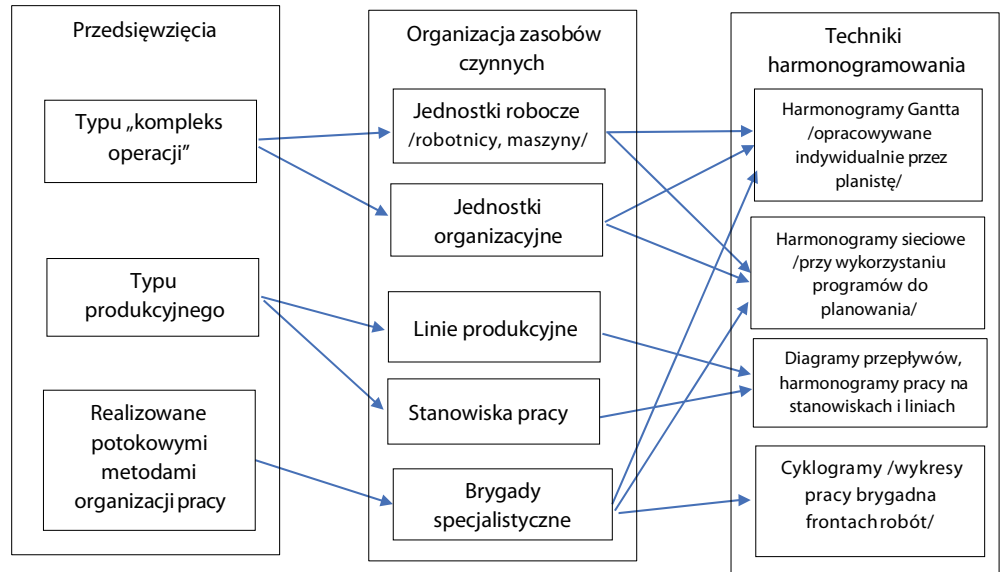 Przedsięwzięcia
Typu „kompleks
operacji”
Typu
produkcyjnego
Realizowane
potokowymi
metodami
organizacji pracy
Organizacja zasobów
czynnych
Jednostki robocze
/robotnicy, maszyny/
Jednostki
organizacyjne
Linie produkcyjne
Stanowiska pracy
Brygady
specjalistyczne
Techniki
harmonogramowania
Harmonogramy Gantta
/opracowywane
indywidualnie przez
planistę/
Harmonogramy sieciowe
/przy wykorzystaniu
programów do
planowania/
Diagramy przepływów,
harmonogramy pracy na
stanowiskach i liniach
Cyklogramy /wykresy
pracy brygadna
frontach robót/